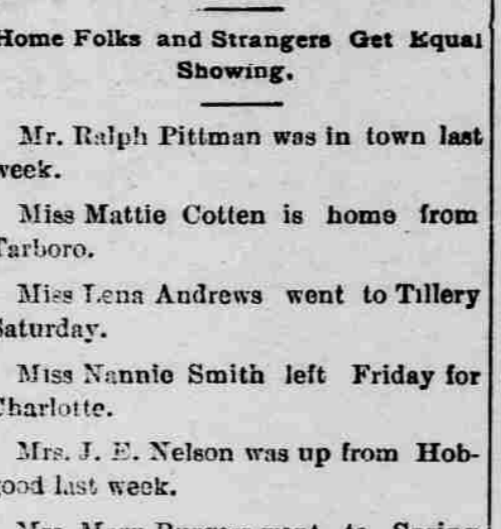 Home Folks and Strangers Get Equal
Showing.
Mr. Ralph Pittman was in town last
week.
Miss Mattie Cotten is home from
Tarboro.
Miss Lena Andrews went to Tillery
Saturday.
Miss Nannie Smith left Friday for
Charlotte.
Mrs. J. E. Nelson was up from Hob-
good last week.